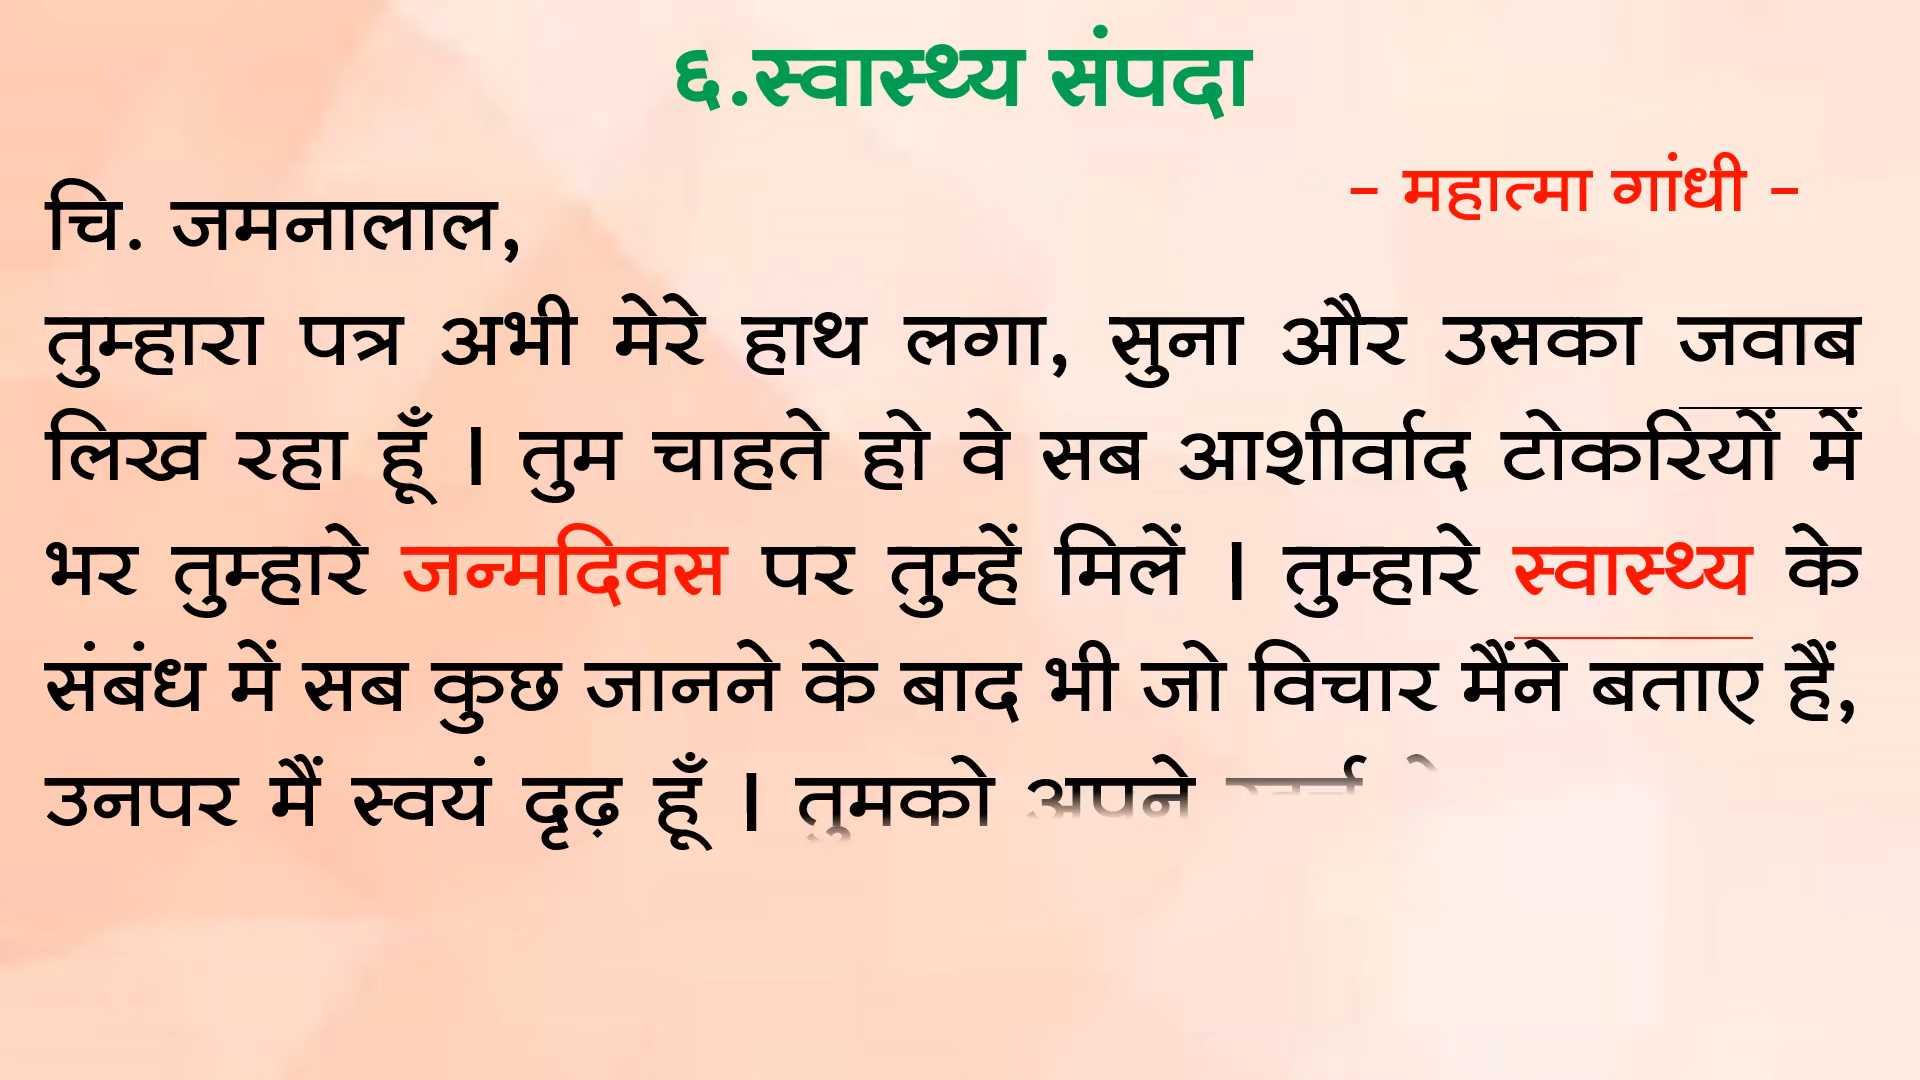 ६.स्वास्थ्य संपदा
– महात्मा गांधी –
चि. जमनालाल,
तुम्हारा पत्र अभी मेरे हाथ लगा, सुना और उसका जवाब
लिख रहा हूँ । तुम चाहते हो वे सब आशीर्वाद टोकरियों में
भर तुम्हारे जन्मदिवस पर तुम्हें मिलें । तुम्हारे स्वास्थ्य के
संबंध में सब कुछ जानने के बाद भी जो विचार मैंने बताए हैं,
उनपर मैं स्वयं दृढ़ हूँ । तुमको अपने